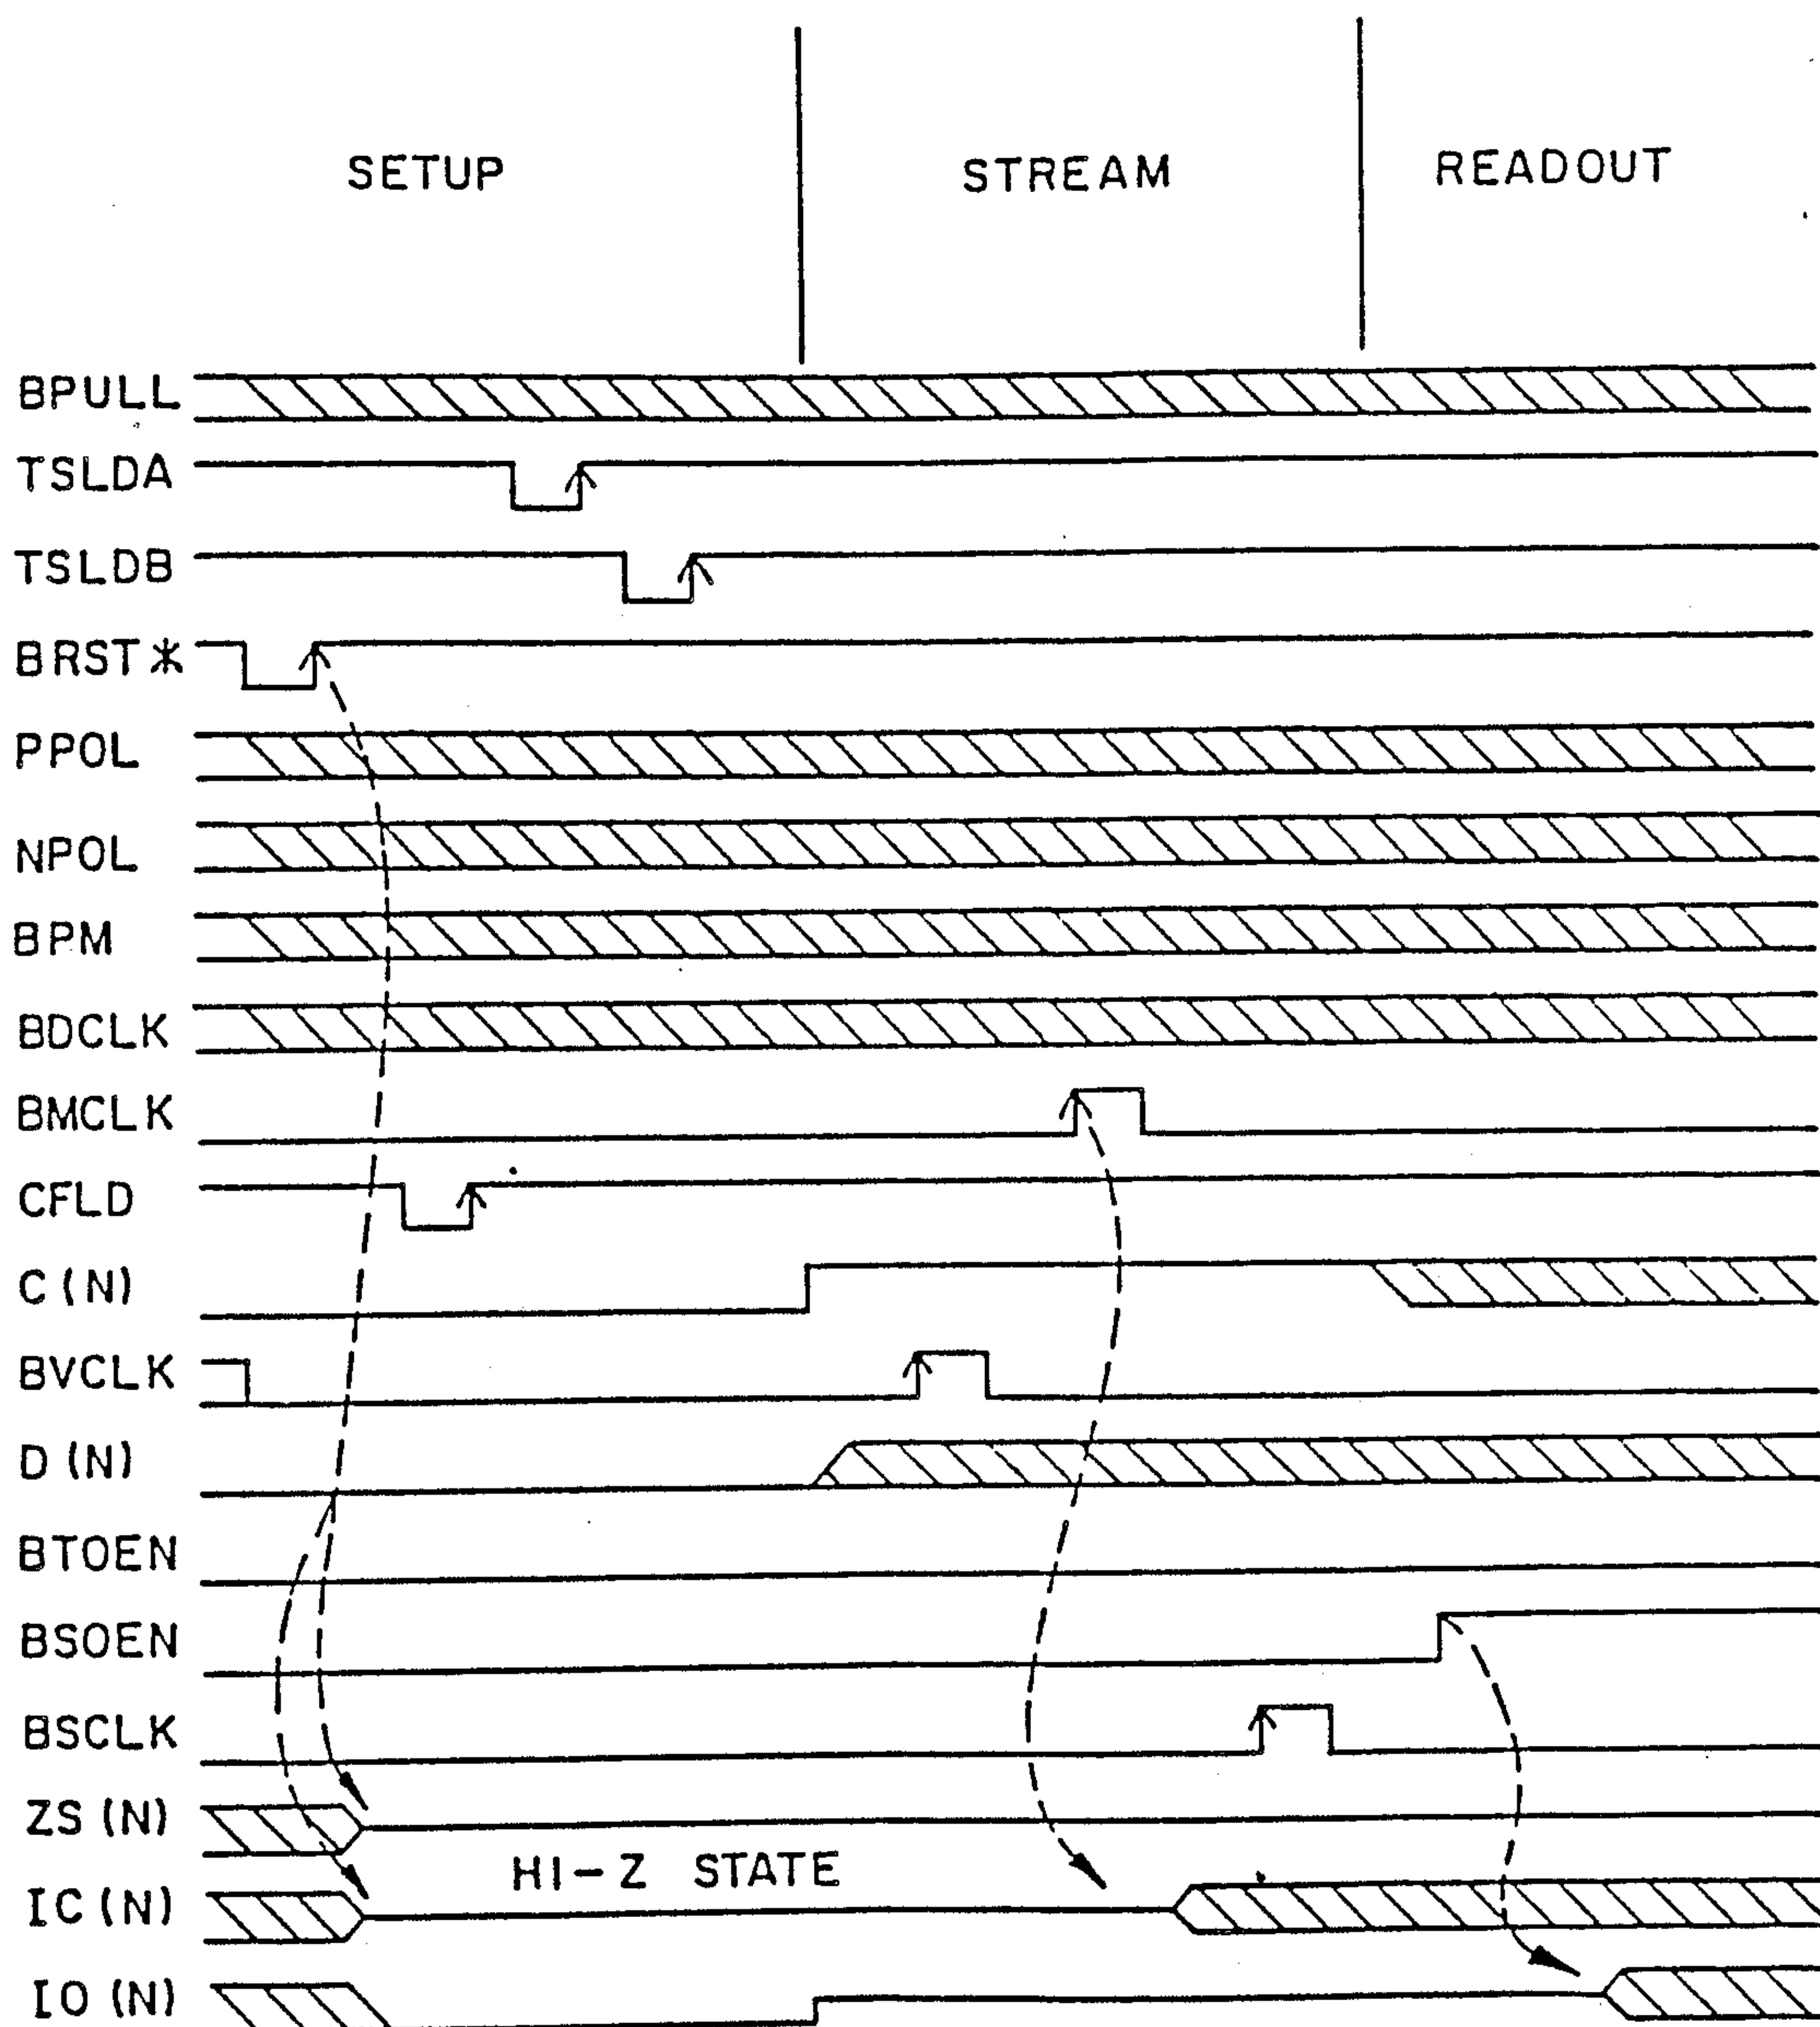 SETUP STREAM READOUT
BPULL
TSLDA
TSLDB
BRST*
PPOL
NPOL
BPM
BDCLK
BMCLK
CFLD
C(N)
BVCLK
D(N)
BTOEN
BSOEN
BSCLK
ZS(N)
HI-Z STATE
IC(N)
IO(N)